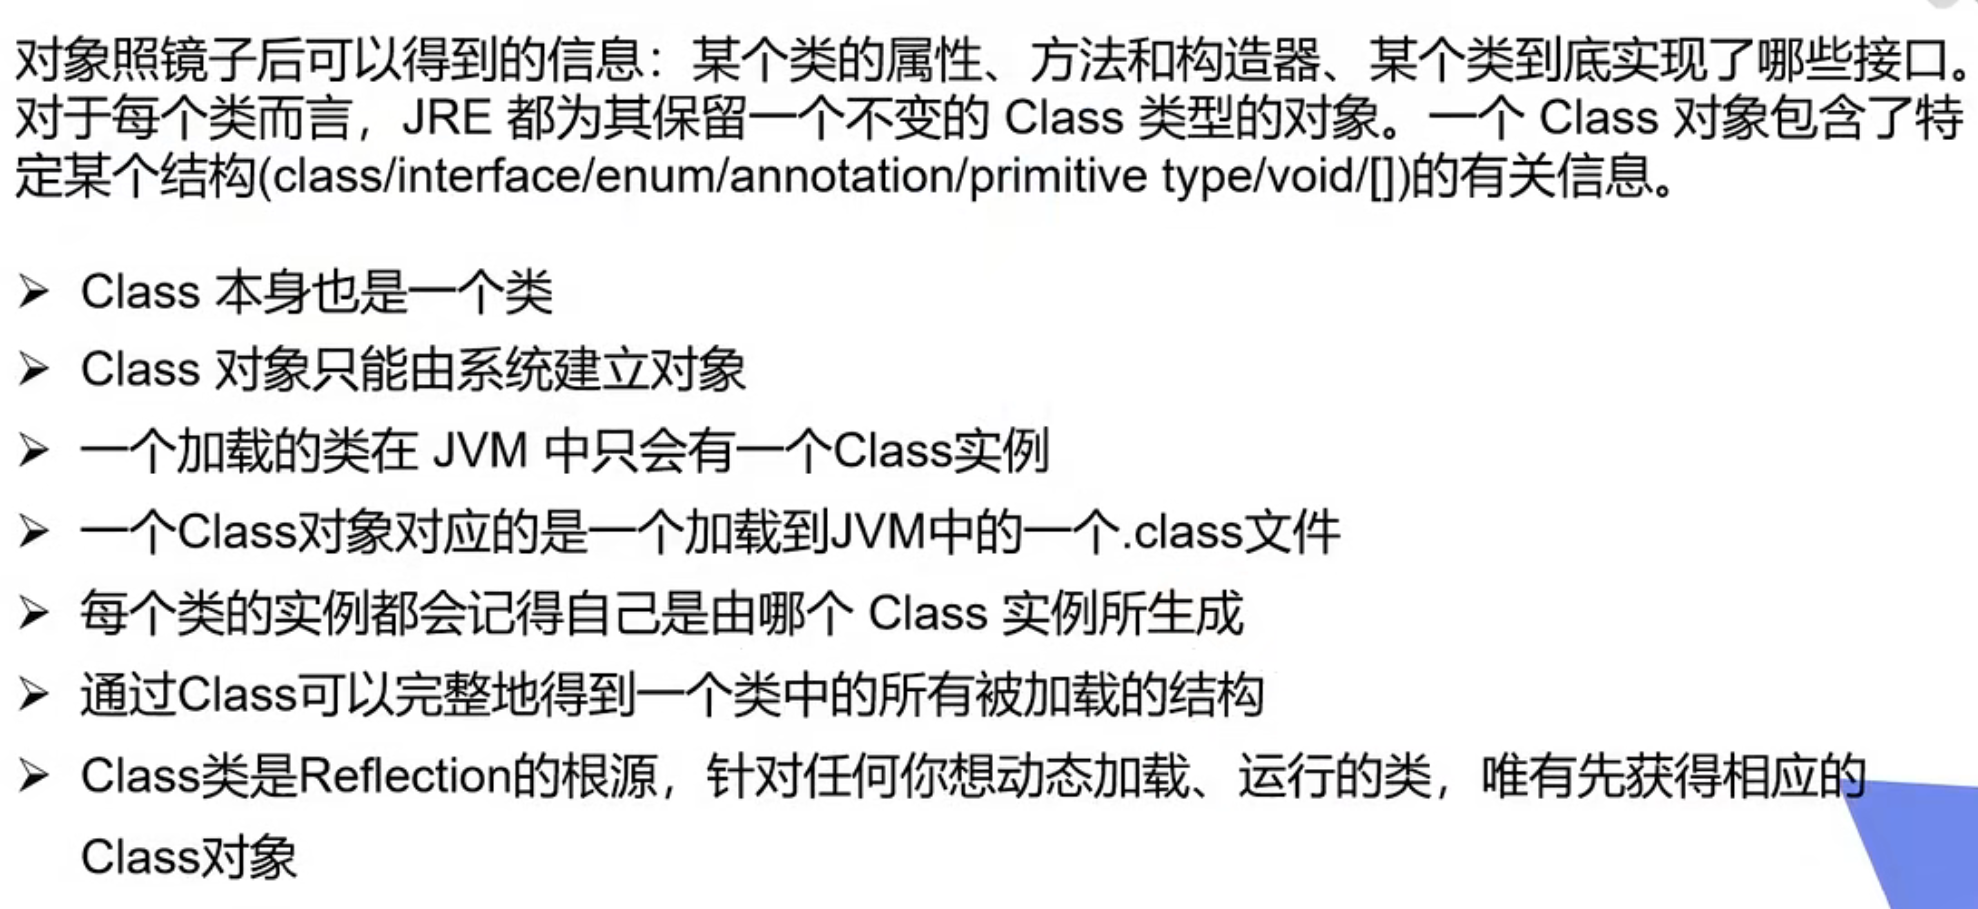 对象照镜子后可以得到的信息：某个类的属性、方法和构造器、某个类到底实现了哪些接口。
对于每个类而言，JRE 都为其保留一个不变的 Class 类型的对象。一个 Class 对象包含了特
定某个结构(class/interface/enum/annotation/primitive type/void/[])的有关信息。
➢ Class 本身也是一个类
➢ Class 对象只能由系统建立对象
➢ 一个加载的类在 JVM 中只会有一个Class实例
➢ 一个Class对象对应的是一个加载到JVM中的一个.class文件
➢ 每个类的实例都会记得自己是由哪个 Class 实例所生成
➢ 通过Class可以完整地得到一个类中的所有被加载的结构
➢ Class类是Reflection的根源，针对任何你想动态加载、运行的类，唯有先获得相应的
Class对象